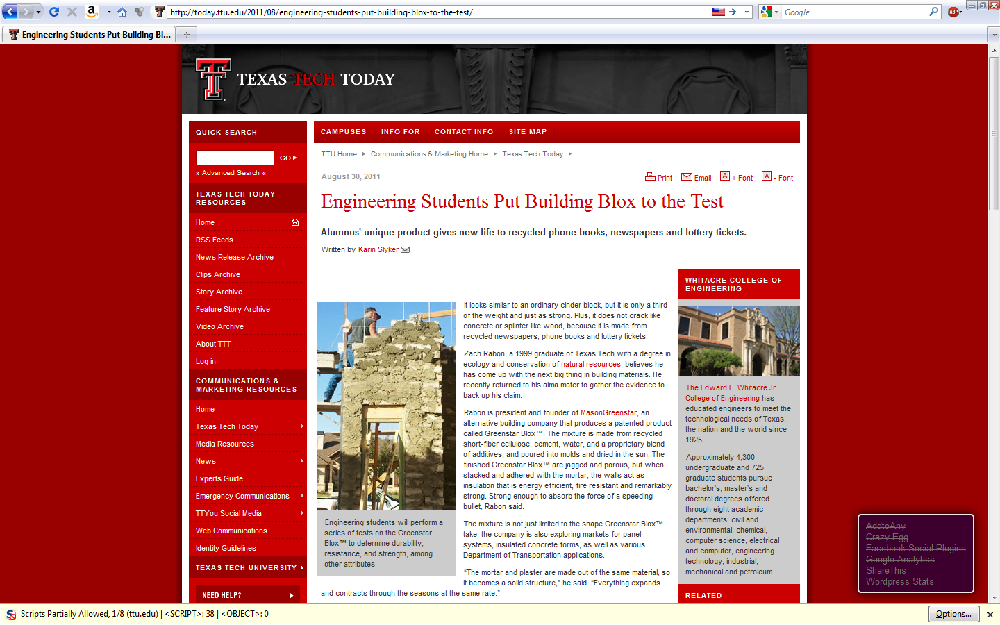 http://today.ttu.edu/2011/08/engineering-students-put-building-blox-to-the-test/
Google
ABP
Engineering Students Put Building Bl...
TEXAS TECH TODAY
QUICK SEARCH
GO
» Advanced Search «
TEXAS TECH TODAY
RESOURCES
Home
RSS Feeds
News Release Archive
Clips Archive
Story Archive
Feature Story Archive
Video Archive
About TTT
Log in
COMMUNICATIONS &
MARKETING RESOURCES
Home
Texas Tech Today
Media Resources
News
Experts Guide
Emergency Communications
TTYou Social Media
Web Communications
Identity Guidelines
TEXAS TECH UNIVERSITY
NEED HELP?
CAMPUSES INFO FOR CONTACT INFO SITE MAP
TTU Home Communications & Marketing Home Texas Tech Today
August 30, 2011
Print Email A + Font A - Font
Engineering Students Put Building Blox to the Test
Alumnus' unique product gives new life to recycled phone books, newspapers and lottery tickets.
Written by Karin Slyker
Engineering students will perform a
series of tests on the Greenstar
Blox™ to determine durability,
resistance, and strength, among
other attributes.
It looks similar to an ordinary cinder block, but it is only a third
of the weight and just as strong. Plus, it does not crack like
concrete or splinter like wood, because it is made from
recycled newspapers, phone books and lottery tickets.
Zach Rabon, a 1999 graduate of Texas Tech with a degree in
ecology and conservation of natural resources, believes he
has come up with the next big thing in building materials. He
recently returned to his alma mater to gather the evidence to
back up his claim.
Rabon is president and founder of MasonGreenstar, an
alternative building company that produces a patented product
called Greenstar Blox™. The mixture is made from recycled
short-fiber cellulose, cement, water, and a proprietary blend
of additives; and poured into molds and dried in the sun. The
finished Greenstar Blox™ are jagged and porous, but when
stacked and adhered with the mortar, the walls act as
insulation that is energy efficient, fire resistant and remarkably
strong. Strong enough to absorb the force of a speeding
bullet, Rabon said.
The mixture is not just limited to the shape Greenstar Blox™
take; the company is also exploring markets for panel
systems, insulated concrete forms, as well as various
Department of Transportation applications.
“The mortar and plaster are made out of the same material, so
it becomes a solid structure,” he said. “Everything expands
and contracts through the seasons at the same rate.”
WHITACRE COLLEGE OF
ENGINEERING
The Edward E. Whitacre Jr.
College of Engineering has
educated engineers to meet the
technological needs of Texas,
the nation and the world since
1925.
Approximately 4,300
undergraduate and 725
graduate students pursue
bachelor's, master's and
doctoral degrees offered
through eight academic
departments: civil and
environmental, chemical,
computer science, electrical
and computer, engineering
technology, industrial,
mechanical and petroleum.
RELATED
AddtoAny
Crazy Egg
Facebook Social Plugins
Google Analytics
ShareThis
Wordpress Stats
Scripts Partially Allowed, 1/8 (ttu.edu) | <SCRIPT>: 38 | <OBJECT>: 0
Options...